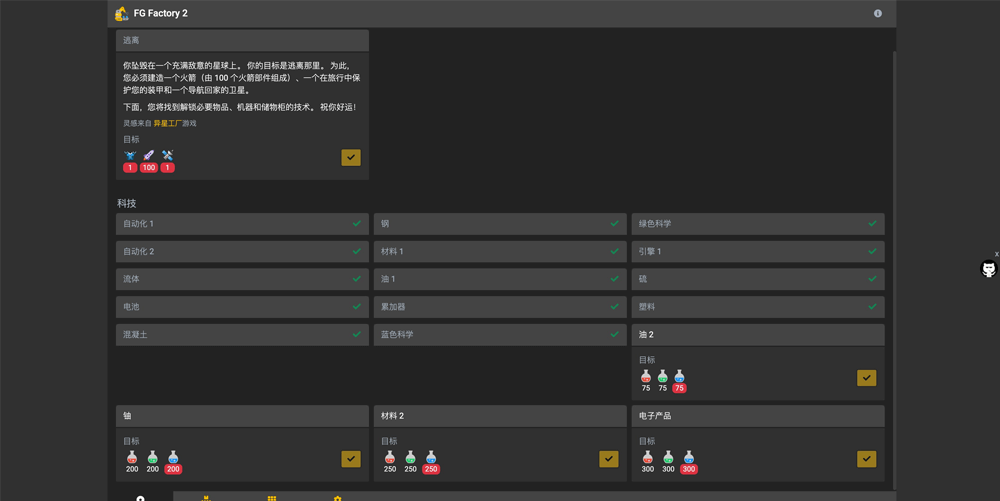 FG Factory 2
逃离
你坠毁在一个充满敌意的星球上。 你的目标是逃离那里。 为此，
您必须建造一个火箭（由 100 个火箭部件组成）、一个在旅行中保
护您的装甲和一个导航回家的卫星。
下面，您将找到解锁必要物品、机器和储物柜的技术。 祝你好运！
灵感来自 异星工厂游戏
目标
1 100 1
科技
自动化 1 钢 绿色科学
自动化 2 材料 1 引擎 1
流体 油 1 硫
电池 累加器 塑料
混凝土 蓝色科学 油 2
目标
75 75 75
铀 材料 2 电子产品
目标 目标 目标
200 200 200 250 250 250 300 300 300
x